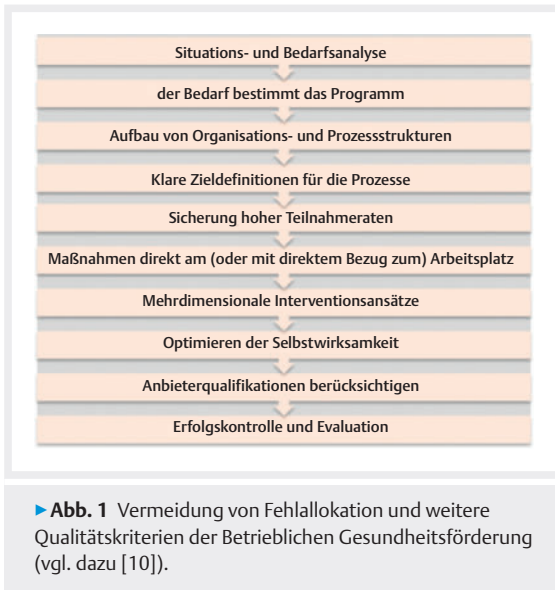 Situations- und Bedarfsanalyse
der Bedarf bestimmt das Programm
Aufbau von Organisations- und Prozessstrukturen
Klare Zieldefinitionen für die Prozesse
Sicherung hoher Teilnahmeraten
Maßnahmen direkt am (oder mit direktem Bezug zum) Arbeitsplatz
Mehrdimensionale Interventionsansätze
Optimieren der Selbstwirksamkeit
Anbieterqualifikationen berücksichtigen
Erfolgskontrolle und Evaluation
▶ Abb. 1 Vermeidung von Fehlallokation und weitere
Qualitätskriterien der Betrieblichen Gesundheitsförderung
(vgl. dazu [10]).